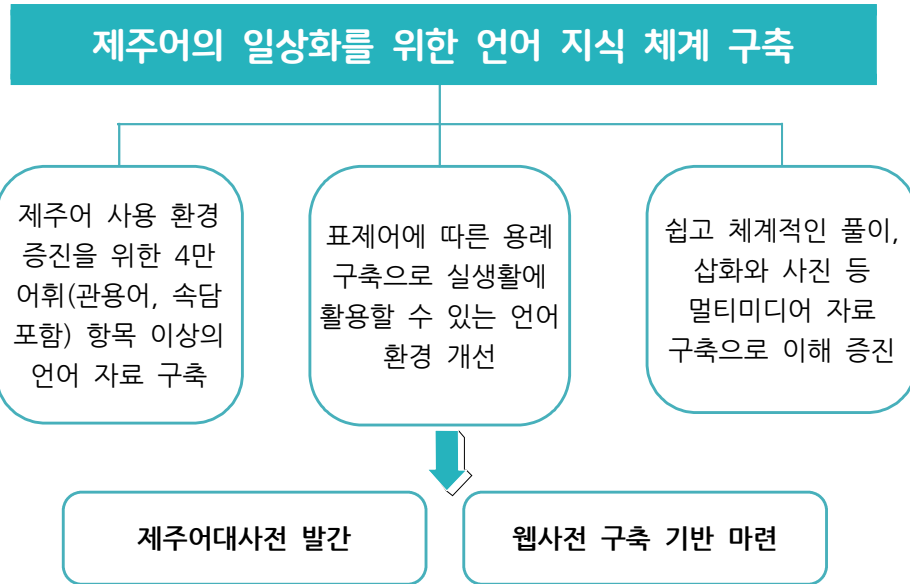 제주어의 일상화를 위한 언어 지식 체계 구축
제주어 사용 환경
증진을 위한 4만
어휘(관용어, 속담
포함) 항목 이상의
언어 자료 구축
표제어에 따른 용례
구축으로 실생활에
활용할 수 있는 언어
환경 개선
쉽고 체계적인 풀이,
삽화와 사진 등
멀티미디어 자료
구축으로 이해 증진
제주어대사전 발간
웹사전 구축 기반 마련